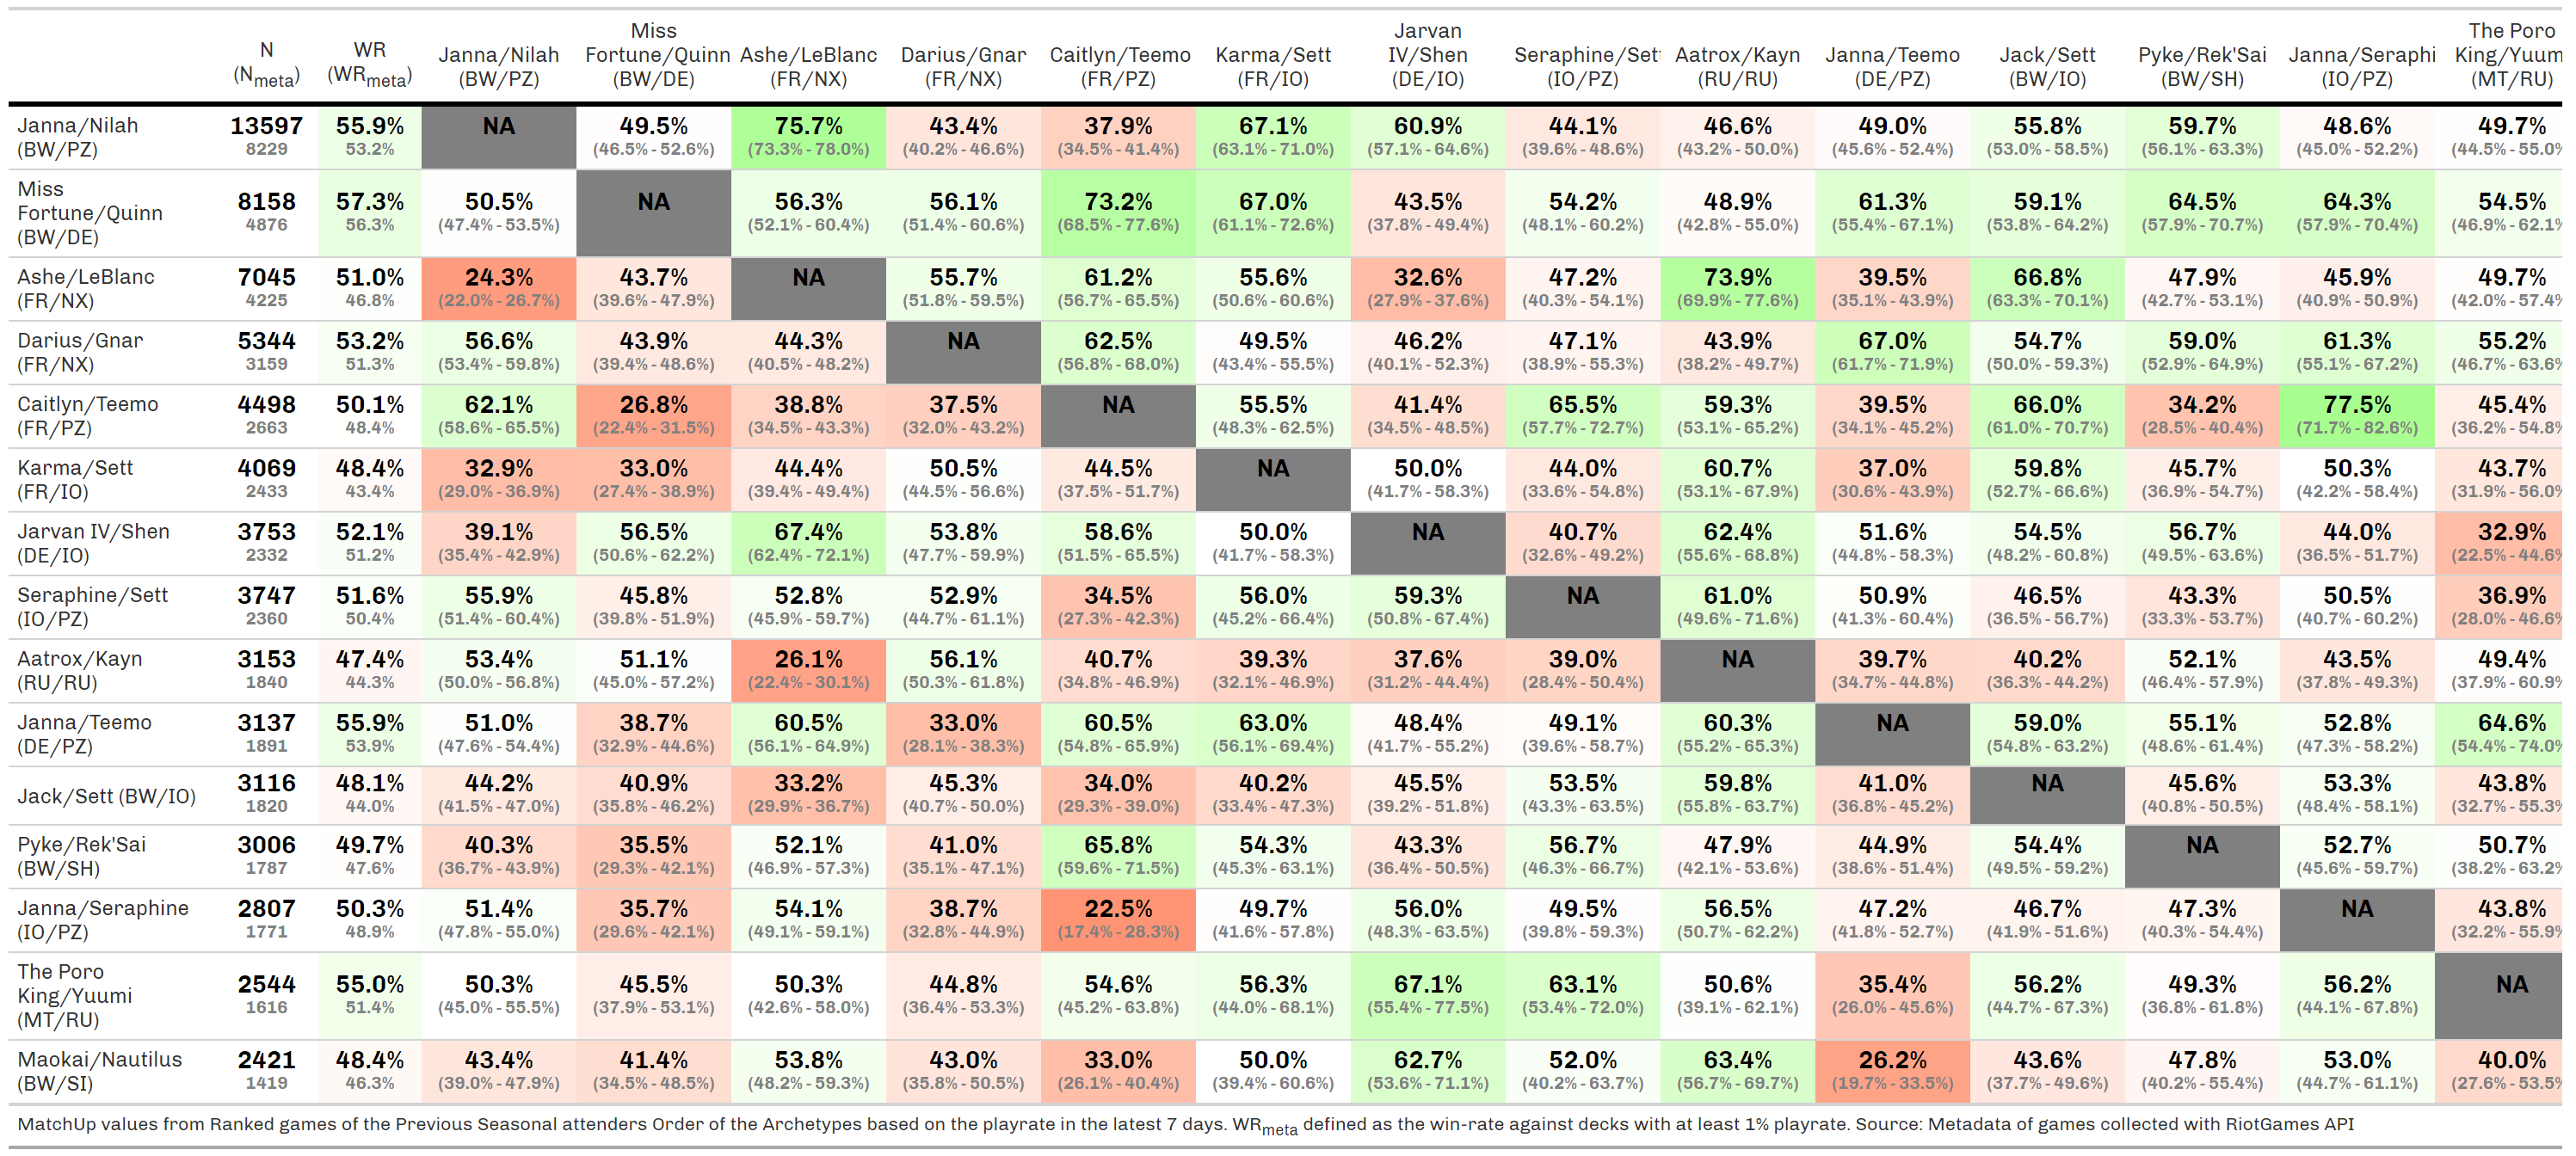 Miss
Jarvan
The Poro
N
WR
Janna/Nilah
Fortune/Quinn
Ashe/LeBlanc
Darius/Gnar
Caitlyn/Teemo
Karma/Sett
IV/Shen
Seraphine/Sett
Aatrox/Kayn
Janna/Teemo
Jack/Sett
Pyke/Rek'Sai
Janna/Seraphi
King/Yuum
(Nmeta)
(WRmeta)
(BW/PZ)
(BW/DE)
(FR/NX)
(FR/NX)
(FR/PZ)
(FR/IO)
(DE/IO)
(IO/PZ)
(RU/RU)
(DE/PZ)
(BW/IO)
(BW/SH)
(IO/PZ)
(MT/RU)
Janna/Nilah 13597 55.9% NA 49.5% 75.7% 43.4% 37.9% 67.1% 60.9% 44.1% 46.6% 49.0% 55.8% 59.7% 48.6% 49.7%
(BW/PZ) 8229 53.2% (46.5% - 52.6%) (73.3% - 78.0%) (40.2% - 46.6%) (34.5% - 41.4%) (63.1% - 71.0%) (57.1% - 64.6%) (39.6% - 48.6%) (43.2% - 50.0%) (45.6% - 52.4%) (53.0% - 58.5%) (56.1% - 63.3%) (45.0% - 52.2%) (44.5% - 55.0%
Miss
Fortune/Quinn 8158 57.3% 50.5% NA 56.3% 56.1% 73.2% 67.0% 43.5% 54.2% 48.9% 61.3% 59.1% 64.5% 64.3% 54.5%
(BW/DE) 4876 56.3% (47.4% - 53.5%) (52.1% - 60.4%) (51.4% - 60.6%) (68.5% - 77.6%) (61.1% - 72.6%) (37.8% - 49.4%) (48.1% - 60.2%) (42.8% - 55.0%) (55.4% - 67.1%) (53.8% - 64.2%) (57.9% - 70.7%) (57.9% - 70.4%) (46.9% - 62.1%
Ashe/LeBlanc 7045 51.0% 24.3% 43.7% NA 55.7% 61.2% 55.6% 32.6% 47.2% 73.9% 39.5% 66.8% 47.9% 45.9% 49.7%
(FR/NX) 4225 46.8% (22.0% - 26.7%) (39.6% - 47.9%) (51.8% - 59.5%) (56.7% - 65.5%) (50.6% - 60.6%) (27.9% - 37.6%) (40.3% - 54.1%) (69.9% - 77.6%) (35.1% - 43.9%) (63.3% - 70.1%) (42.7% - 53.1%) (40.9% - 50.9%) (42.0% - 57.4%
Darius/Gnar 5344 53.2% 56.6% 43.9% 44.3% NA 62.5% 49.5% 46.2% 47.1% 43.9% 67.0% 54.7% 59.0% 61.3% 55.2%
(FR/NX) 3159 51.3% (53.4% - 59.8%) (39.4% - 48.6%) (40.5% - 48.2%) (56.8% - 68.0%) (43.4% - 55.5%) (40.1% - 52.3%) (38.9% - 55.3%) (38.2% - 49.7%) (61.7% - 71.9%) (50.0% - 59.3%) (52.9% - 64.9%) (55.1% - 67.2%) (46.7% - 63.6%
Caitlyn/Teemo 4498 50.1% 62.1% 26.8% 38.8% 37.5% NA 55.5% 41.4% 65.5% 59.3% 39.5% 66.0% 34.2% 77.5% 45.4%
(FR/PZ) 2663 48.4% (58.6% - 65.5%) (22.4% - 31.5%) (34.5% - 43.3%) (32.0% - 43.2%) (48.3% - 62.5%) (34.5% - 48.5%) (57.7% - 72.7%) (53.1% - 65.2%) (34.1% - 45.2%) (61.0% - 70.7%) (28.5% - 40.4%) (71.7% - 82.6%) (36.2% - 54.8%
Karma/Sett 4069 48.4% 32.9% 33.0% 44.4% 50.5% 44.5% NA 50.0% 44.0% 60.7% 37.0% 59.8% 45.7% 50.3% 43.7%
(FR/IO) 2433 43.4% (29.0% - 36.9%) (27.4% - 38.9%) (39.4% - 49.4%) (44.5% - 56.6%) (37.5% - 51.7%) (41.7% - 58.3%) (33.6% - 54.8%) (53.1% - 67.9%) (30.6% - 43.9%) (52.7% - 66.6%) (36.9% - 54.7%) (42.2% - 58.4%) (31.9% - 56.0%
Jarvan IV/Shen 3753 52.1% 39.1% 56.5% 67.4% 53.8% 58.6% 50.0% NA 40.7% 62.4% 51.6% 54.5% 56.7% 44.0% 32.9%
(DE/IO) 2332 51.2% (35.4% - 42.9%) (50.6% - 62.2%) (62.4% - 72.1%) (47.7% - 59.9%) (51.5% - 65.5%) (41.7% - 58.3%) (32.6% - 49.2%) (55.6% - 68.8%) (44.8% - 58.3%) (48.2% - 60.8%) (49.5% - 63.6%) (36.5% - 51.7%) (22.5% - 44.6%
Seraphine/Sett 3747 51.6% 55.9% 45.8% 52.8% 52.9% 34.5% 56.0% 59.3% NA 61.0% 50.9% 46.5% 43.3% 50.5% 36.9%
(IO/PZ) 2360 50.4% (51.4% - 60.4%) (39.8% - 51.9%) (45.9% - 59.7%) (44.7% - 61.1%) (27.3% - 42.3%) (45.2% - 66.4%) (50.8% - 67.4%) (49.6% - 71.6%) (41.3% - 60.4%) (36.5% - 56.7%) (33.3% - 53.7%) (40.7% - 60.2%) (28.0% - 46.6%
Aatrox/Kayn 3153 47.4% 53.4% 51.1% 26.1% 56.1% 40.7% 39.3% 37.6% 39.0% NA 39.7% 40.2% 52.1% 43.5% 49.4%
(RU/RU) 1840 44.3% (50.0% - 56.8%) (45.0% - 57.2%) (22.4% - 30.1%) (50.3% - 61.8%) (34.8% - 46.9%) (32.1% - 46.9%) (31.2% - 44.4%) (28.4% - 50.4%) (34.7% - 44.8%) (36.3% - 44.2%) (46.4% - 57.9%) (37.8% - 49.3%) (37.9% - 60.9%
Janna/Teemo 3137 55.9% 51.0% 38.7% 60.5% 33.0% 60.5% 63.0% 48.4% 49.1% 60.3% NA 59.0% 55.1% 52.8% 64.6%
(DE/PZ) 1891 53.9% (47.6% - 54.4%) (32.9% - 44.6%) (56.1% - 64.9%) (28.1% - 38.3%) (54.8% - 65.9%) (56.1% - 69.4%) (41.7% - 55.2%) (39.6% - 58.7%) (55.2% - 65.3%) (54.8% - 63.2%) (48.6% - 61.4%) (47.3% - 58.2%) (54.4% - 74.0%
Jack/Sett (BW/IO) 3116 48.1% 44.2% 40.9% 33.2% 45.3% 34.0% 40.2% 45.5% 53.5% 59.8% 41.0% NA 45.6% 53.3% 43.8%
1820 44.0% (41.5% - 47.0%) (35.8% - 46.2%) (29.9% - 36.7%) (40.7% - 50.0%) (29.3% - 39.0%) (33.4% - 47.3%) (39.2% - 51.8%) (43.3% - 63.5%) (55.8% - 63.7%) (36.8% - 45.2%) (40.8% - 50.5%) (48.4% - 58.1%) (32.7% - 55.3%
Pyke/Rek'Sai 3006 49.7% 40.3% 35.5% 52.1% 41.0% 65.8% 54.3% 43.3% 56.7% 47.9% 44.9% 54.4% NA 52.7% 50.7%
(BW/SH) 1787 47.6% (36.7% - 43.9%) (29.3% - 42.1%) (46.9% - 57.3%) (35.1% - 47.1%) (59.6% - 71.5%) (45.3% - 63.1%) (36.4% - 50.5%) (46.3% - 66.7%) (42.1% - 53.6%) (38.6% - 51.4%) (49.5% - 59.2%) (45.6% - 59.7%) (38.2% - 63.2%
Janna/Seraphine 2807 50.3% 51.4% 35.7% 54.1% 38.7% 22.5% 49.7% 56.0% 49.5% 56.5% 47.2% 46.7% 47.3% NA 43.8%
(IO/PZ) 1771 48.9% (47.8% - 55.0%) (29.6% - 42.1%) (49.1% - 59.1%) (32.8% - 44.9%) (17.4% - 28.3%) (41.6% - 57.8%) (48.3% - 63.5%) (39.8% - 59.3%) (50.7% - 62.2%) (41.8% - 52.7%) (41.9% - 51.6%) (40.3% - 54.4%) (32.2% - 55.9%
The Poro
King/Yuumi 2544 55.0% 50.3% 45.5% 50.3% 44.8% 54.6% 56.3% 67.1% 63.1% 50.6% 35.4% 56.2% 49.3% 56.2% NA
(MT/RU) 1616 51.4% (45.0% - 55.5%) (37.9% - 53.1%) (42.6% - 58.0%) (36.4% - 53.3%) (45.2% - 63.8%) (44.0% - 68.1%) (55.4% - 77.5%) (53.4% - 72.0%) (39.1% - 62.1%) (26.0% - 45.6%) (44.7% - 67.3%) (36.8% - 61.8%) (44.1% - 67.8%)
Maokai/Nautilus 2421 48.4% 43.4% 41.4% 53.8% 43.0% 33.0% 50.0% 62.7% 52.0% 63.4% 26.2% 43.6% 47.8% 53.0% 40.0%
(BW/SI) 1419 46.3% (39.0% - 47.9%) (34.5% - 48.5%) (48.2% - 59.3%) (35.8% - 50.5%) (26.1% - 40.4%) (39.4% - 60.6%) (53.6% - 71.1%) (40.2% - 63.7%) (56.7% - 69.7%) (19.7% - 33.5%) (37.7% - 49.6%) (40.2% - 55.4%) (44.7% - 61.1%) (27.6% - 53.5%
MatchUp values from Ranked games of the Previous Seasonal attenders Order of the Archetypes based on the playrate in the latest 7 days. WRmeta defined as the win-rate against decks with at least 1% playrate. Source: Metadata of games collected with RiotGames API